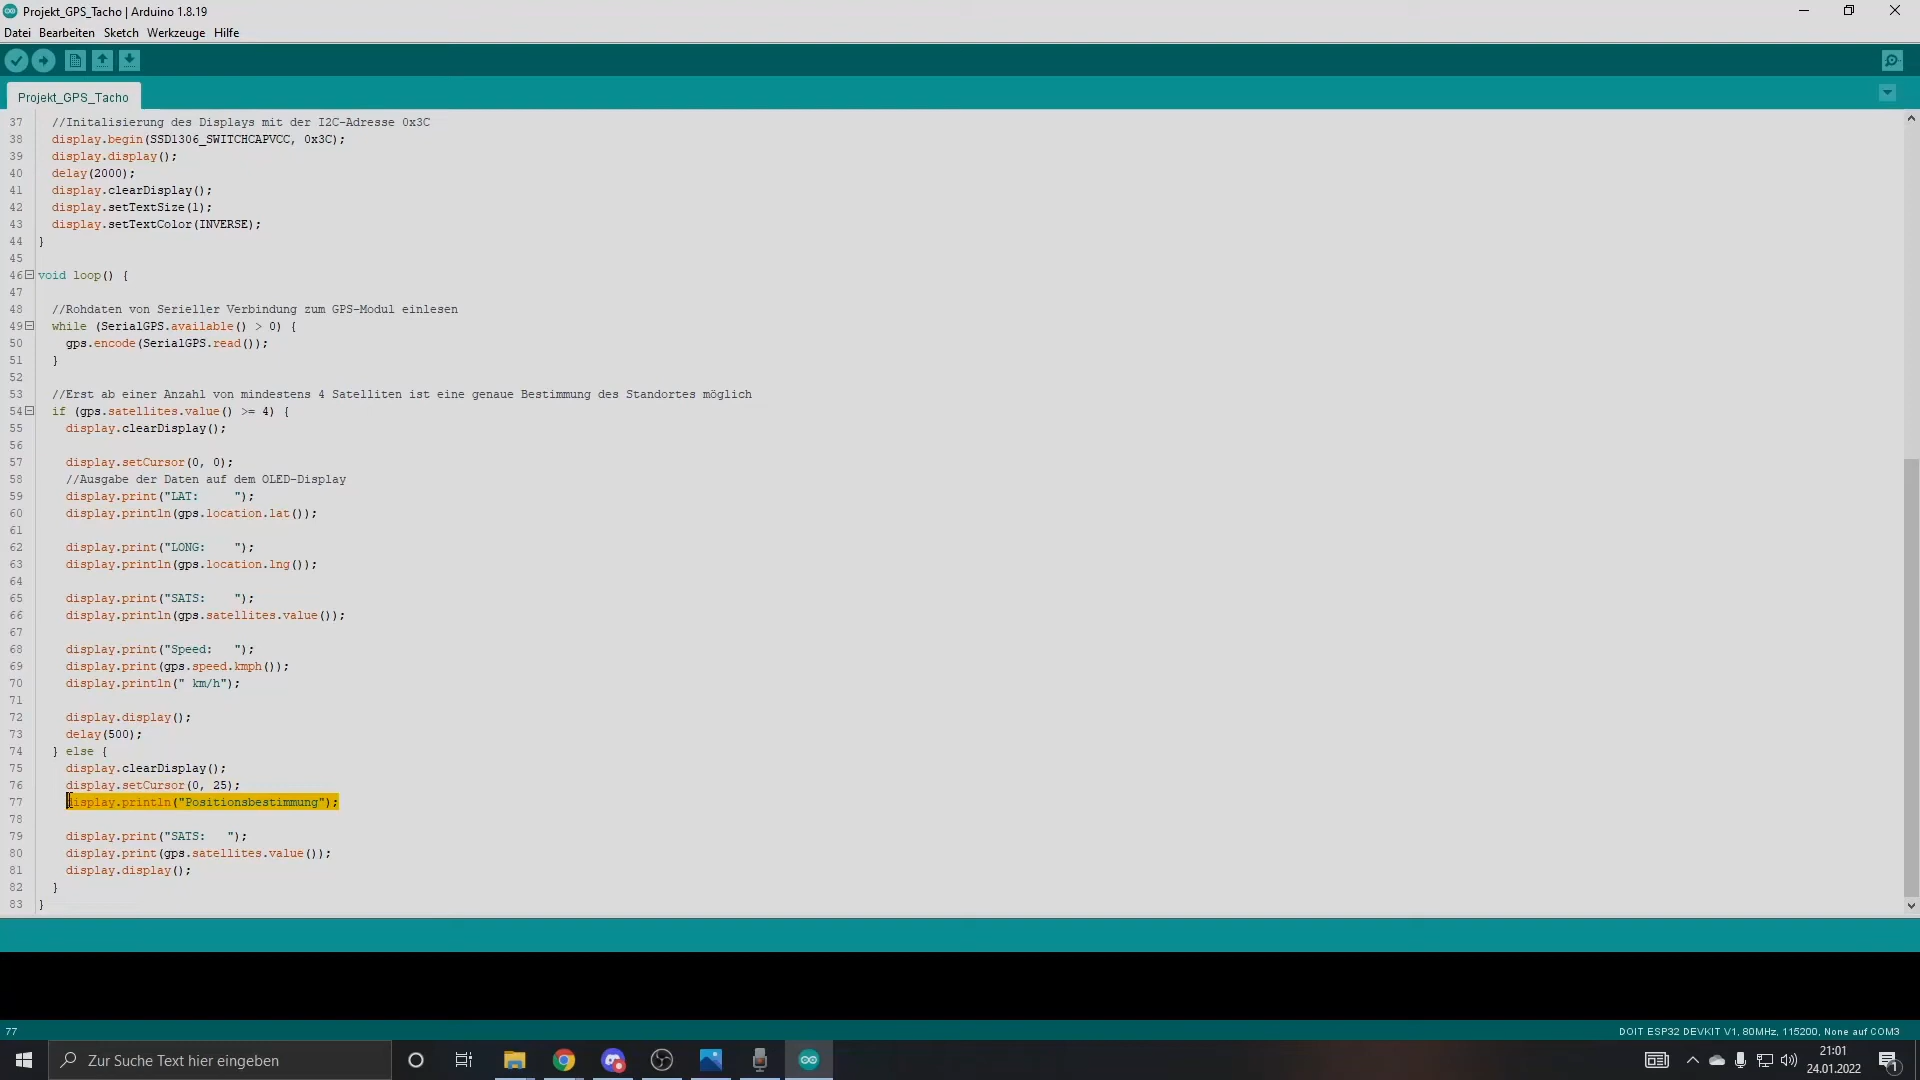 Projekt_GPS_Tacho | Arduino 1.8.19
Datei Bearbeiten Sketch Werkzeuge Hilfe
Projekt_GPS_Tacho
37 //Initalisierung des Displays mit der I2C-Adresse 0x3C
38 display.begin(SSD1306_SWITCHCAPVCC, 0x3C);
39 display.display();
40 delay(2000);
41 display.clearDisplay();
42 display.setTextSize(1);
43 display.setTextColor(INVERSE);
44 }
45
46 void loop() {
47
48 //Rohdaten von Serieller Verbindung zum GPS-Modul einlesen
49 while (SerialGPS.available() > 0) {
50 gps.encode(SerialGPS.read());
51 }
52
53 //Erst ab einer Anzahl von mindestens 4 Satelliten ist eine genaue Bestimmung des Standortes möglich
54 if (gps.satellites.value() >= 4) {
55 display.clearDisplay();
56
57 display.setCursor(0, 0);
58 //Ausgabe der Daten auf dem OLED-Display
59 display.print("LAT:     ");
60 display.println(gps.location.lat());
61
62 display.print("LONG:    ");
63 display.println(gps.location.lng());
64
65 display.print("SATS:    ");
66 display.println(gps.satellites.value());
67
68 display.print("Speed:   ");
69 display.print(gps.speed.kmph());
70 display.println(" km/h");
71
72 display.display();
73 delay(500);
74 } else {
75 display.clearDisplay();
76 display.setCursor(0, 25);
77 display.println("Positionsbestimmung");
78
79 display.print("SATS:   ");
80 display.print(gps.satellites.value());
81 display.display();
82 }
83 }
77 DOIT ESP32 DEVKIT V1, 80MHz, 115200, None auf COM3
Zur Suche Text hier eingeben
21:01
24.01.2022
1